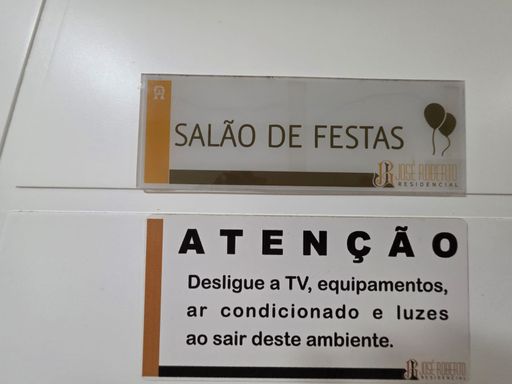 SALÃO DE FESTAS
JOSÉ ROBERTO
RESIDENCIAL
ATENÇÃO
Desligue a TV, equipamentos,
ar condicionado e luzes
ao sair deste ambiente.
JOSÉ ROBERTO
RESIDENCIAL